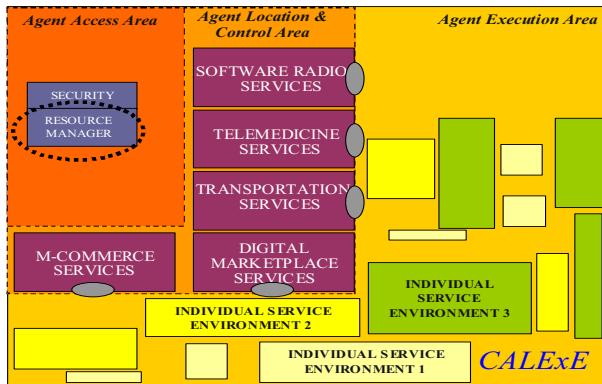 Agent Access Area
Agent Location &
Control Area
Agent Execution Area
SECURITY
RESOURCE
MANAGER
SOFTWARE RADIO
SERVICES
TELEMEDICINE
SERVICES
TRANSPORTATION
SERVICES
M-COMMERCE
SERVICES
DIGITAL
MARKETPLACE
SERVICES
INDIVIDUAL
SERVICE
ENVIRONMENT 3
INDIVIDUAL SERVICE
ENVIRONMENT 2
INDIVIDUAL SERVICE
ENVIRONMENT 1
CALExE